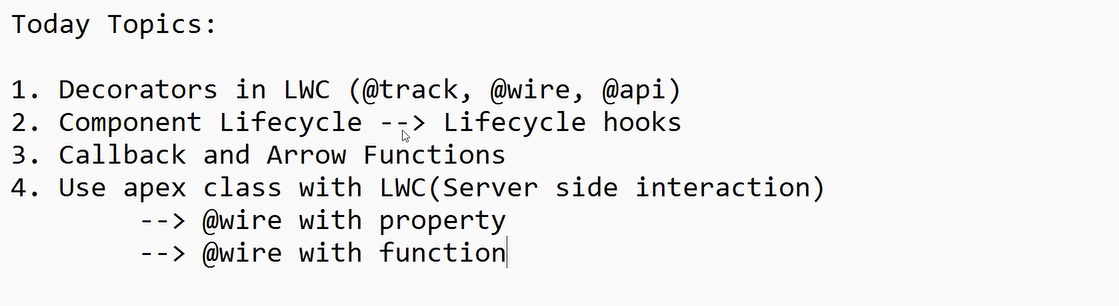 Today Topics:
1. Decorators in LWC (@track, @wire, @api)
2. Component Lifecycle --> Lifecycle hooks
3. Callback and Arrow Functions
4. Use apex class with LWC(Server side interaction)
--> @wire with property
--> @wire with function